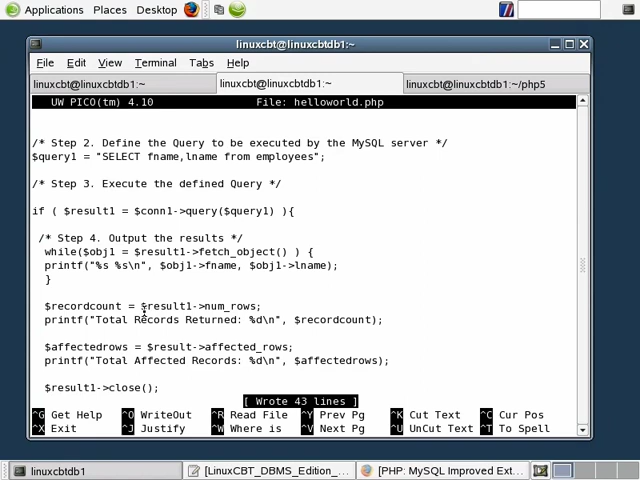 Applications Places Desktop
linuxcbt@linuxcbtdb1:~
File Edit View Terminal Tabs Help
linuxcbt@linuxcbtdb1:~ linuxcbt@linuxcbtdb1:~ linuxcbt@linuxcbtdb1:~/php5
UW PICO(tm) 4.10 File: helloworld.php
/* Step 2. Define the Query to be executed by the MySQL server */
$query1 = "SELECT fname,lname from employees";
/* Step 3. Execute the defined Query */
if ( $result1 = $conn1->query($query1) ){
/* Step 4. Output the results */
while($obj1 = $result1->fetch_object() ) {
printf("%s %s\n", $obj1->fname, $obj1->lname);
}
$recordcount = $result1->num_rows;
printf("Total Records Returned: %d\n", $recordcount);
$affectedrows = $result->affected_rows;
printf("Total Affected Records: %d\n", $affectedrows);
$result1->close();
[ Wrote 43 lines ]
^G Get Help ^O WriteOut ^R Read File ^Y Prev Pg ^K Cut Text ^C Cur Pos
^X Exit ^J Justify ^W Where is ^V Next Pg ^U UnCut Text ^T To Spell
linuxcbtdb1 [LinuxCBT_DBMS_Edition_... [PHP: MySQL Improved Ext...